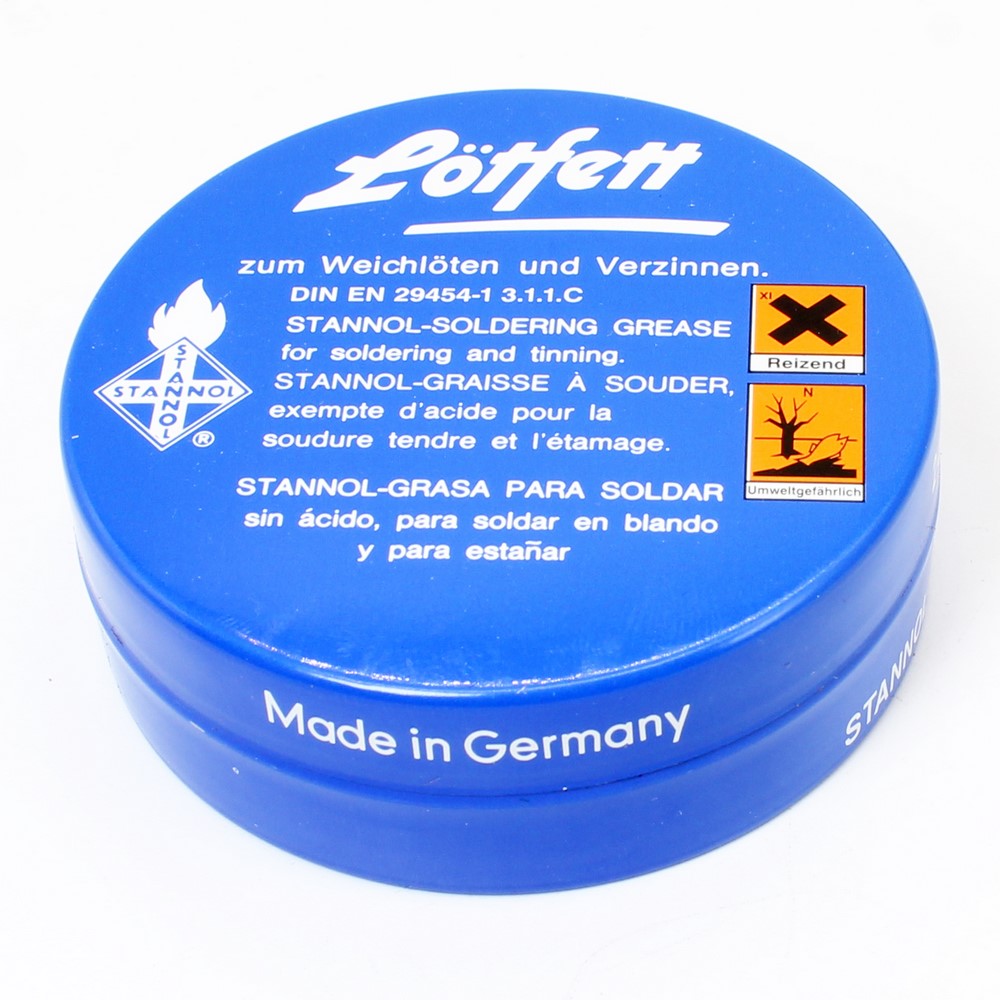 Lötfett
zum Weichlöten und Verzinnen.
DIN EN 29454-1 3.1.1.C
STANNOL-SOLDERING GREASE
for soldering and tinning.
STANNOL-GRAISSE À SOUDER,
exempte d'acide pour la
soudure tendre et l'étamage.
STANNOL-GRASA PARA SOLDAR
sin ácido, para soldar en blando
y para estañar
STANNOL
STANNOL
®
XI
Reizend
N
Umweltgefährlich
Made in Germany
STANNOL